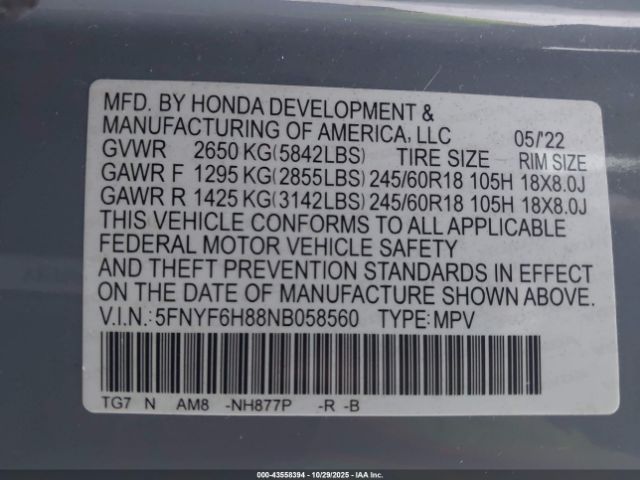 MFD. BY HONDA DEVELOPMENT &
MANUFACTURING OF AMERICA, LLC 05/'22
GVWR 2650 KG(5842LBS) TIRE SIZE RIM SIZE
GAWR F 1295 KG(2855LBS) 245/60R18 105H 18X8.0J
GAWR R 1425 KG(3142LBS) 245/60R18 105H 18X8.0J
THIS VEHICLE CONFORMS TO ALL APPLICABLE
FEDERAL MOTOR VEHICLE SAFETY
AND THEFT PREVENTION STANDARDS IN EFFECT
ON THE DATE OF MANUFACTURE SHOWN ABOVE.
V.I.N.:5FNYF6H88NB058560 TYPE:MPV
TG7 N AM8 -NH877P -R -B
000-43558394 - 10/29/2025 - IAA Inc.